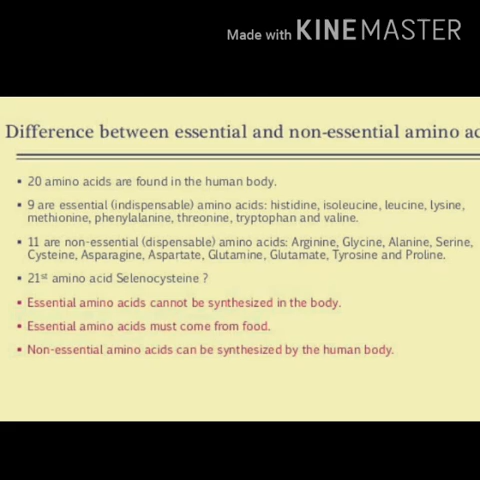 Made with KINEMASTER
Difference between essential and non-essential amino ac
▪ 20 amino acids are found in the human body.
▪ 9 are essential (indispensable) amino acids: histidine, isoleucine, leucine, lysine,
methionine, phenylalanine, threonine, tryptophan and valine.
▪ 11 are non-essential (dispensable) amino acids: Arginine, Glycine, Alanine, Serine,
Cysteine, Asparagine, Aspartate, Glutamine, Glutamate, Tyrosine and Proline.
▪ 21st amino acid Selenocysteine ?
▪ Essential amino acids cannot be synthesized in the body.
▪ Essential amino acids must come from food.
▪ Non-essential amino acids can be synthesized by the human body.